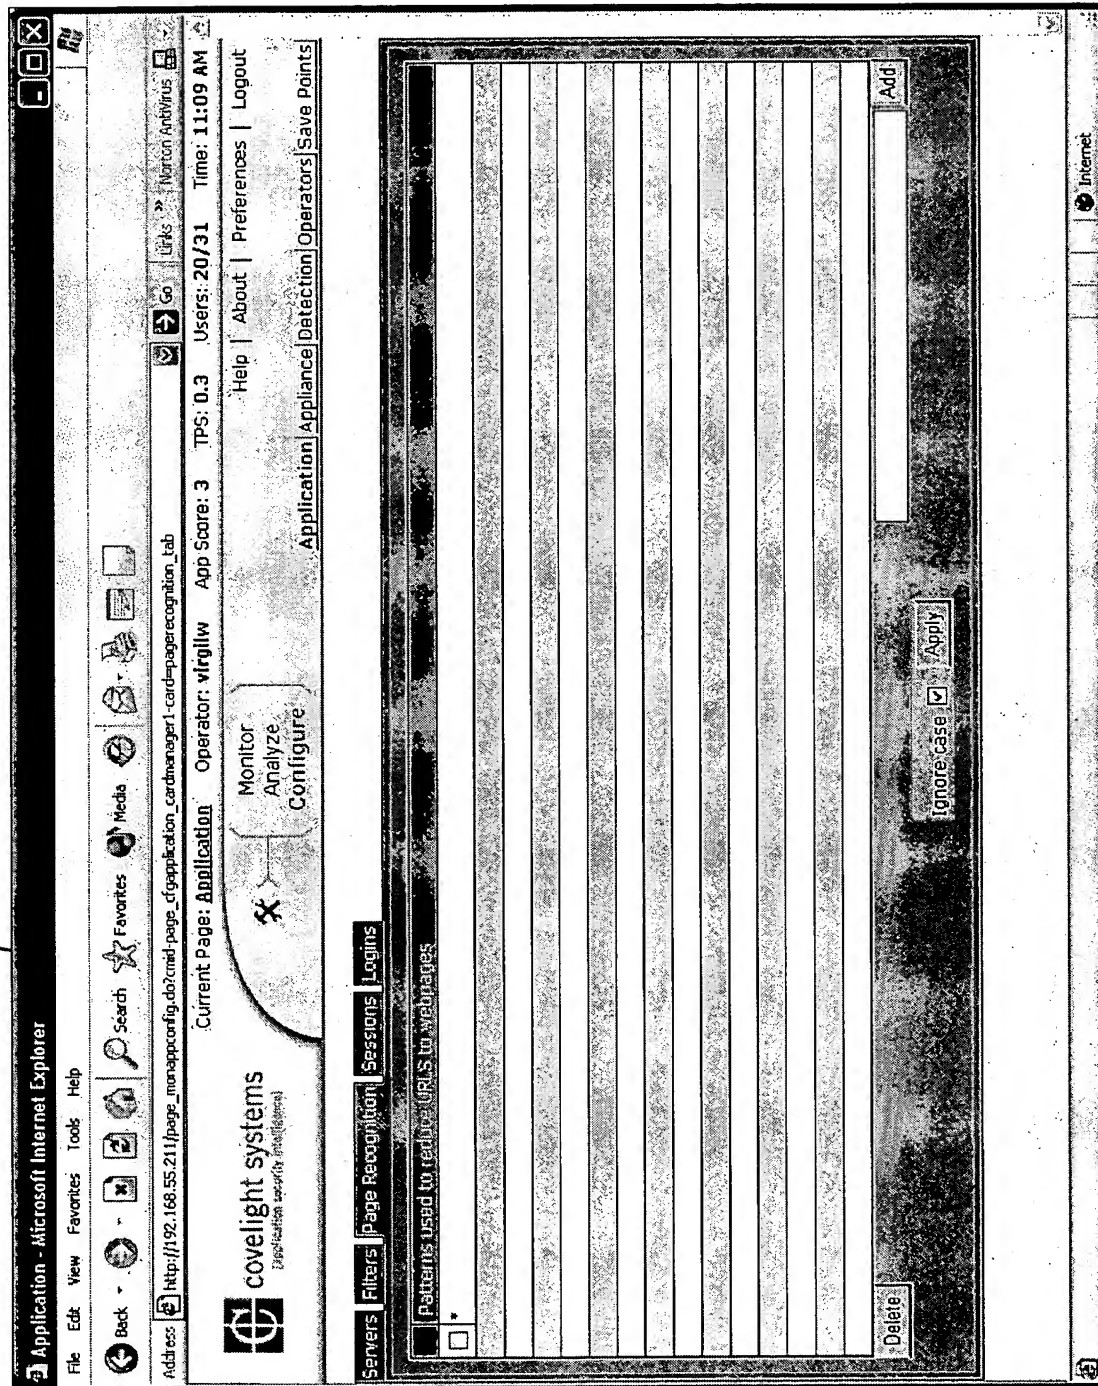 Application - Microsoft Internet Explorer
File Edit View Favorites Tools Help
Back Search Favorites Media
Address http://192.168.55.211/page_monappconfig.do?cmd-page_cfgapplication_cardmanager1-card=pagerecognition_tab Go Links » Norton AntiVirus
Current Page: Application Operator: virgilw App Score: 3 TPS: 0.3 Users: 20/31 Time: 11:09 AM
covelight systems
[application security intelligence]
Monitor
Analyze
Configure
Help | About | Preferences | Logout
Application Appliance Detection Operators Save Points
Servers Filters Page Recognition Sessions Logins
Patterns used to reduce URLS to webpages
*
Delete Add
Ignore case Apply
Internet